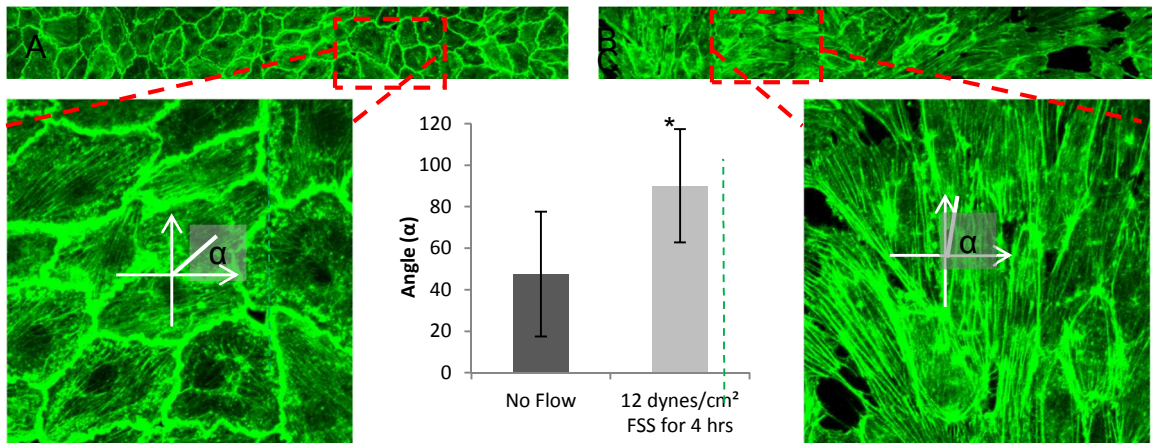 A
B
C
α
120
100
80
60
40
20
0
Angle (α)
*
No Flow
12 dynes/cm²
FSS for 4 hrs
α